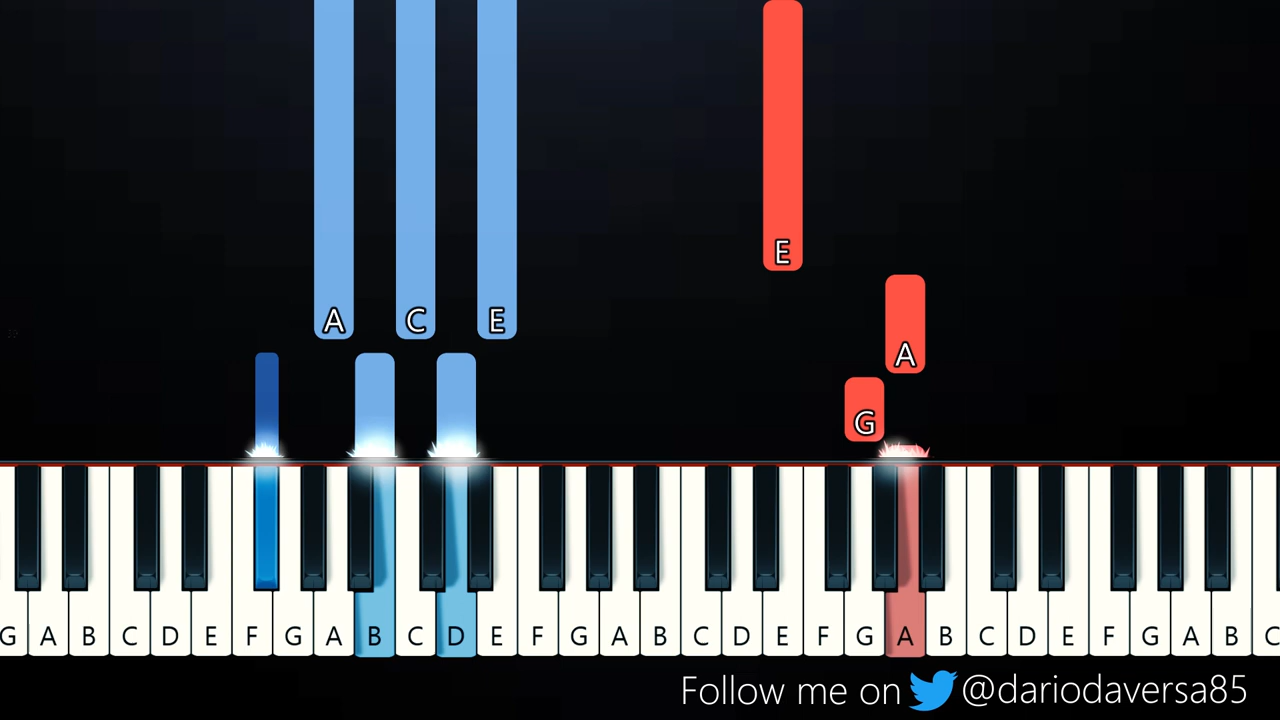 E
A C E
A
G
G A B C D E F G A B C D E F G A B C D E F G A B C D E F G A B C
Follow me on @dariodaversa85